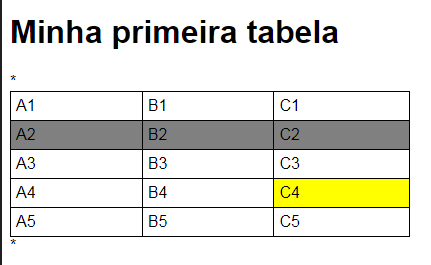 Minha primeira tabela
*
A1 B1 C1
A2 B2 C2
A3 B3 C3
A4 B4 C4
A5 B5 C5
*